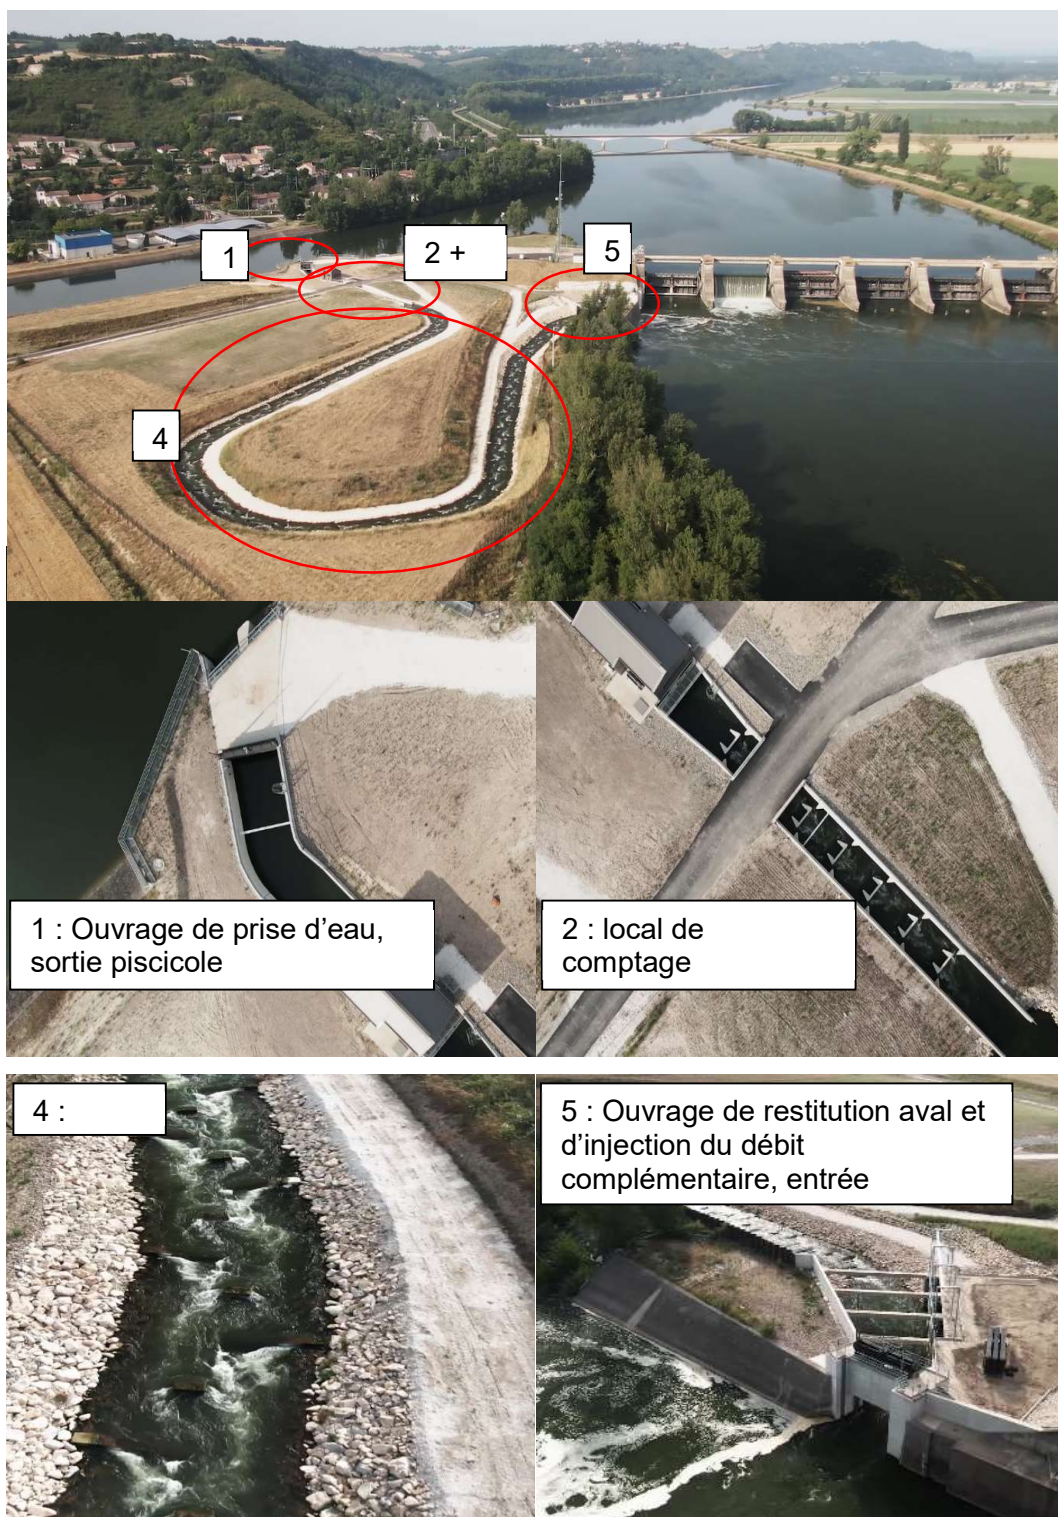 1
2 +
5
4
1 : Ouvrage de prise d’eau,
sortie piscicole
2 : local de
comptage
4 :
5 : Ouvrage de restitution aval et
d’injection du débit
complémentaire, entrée